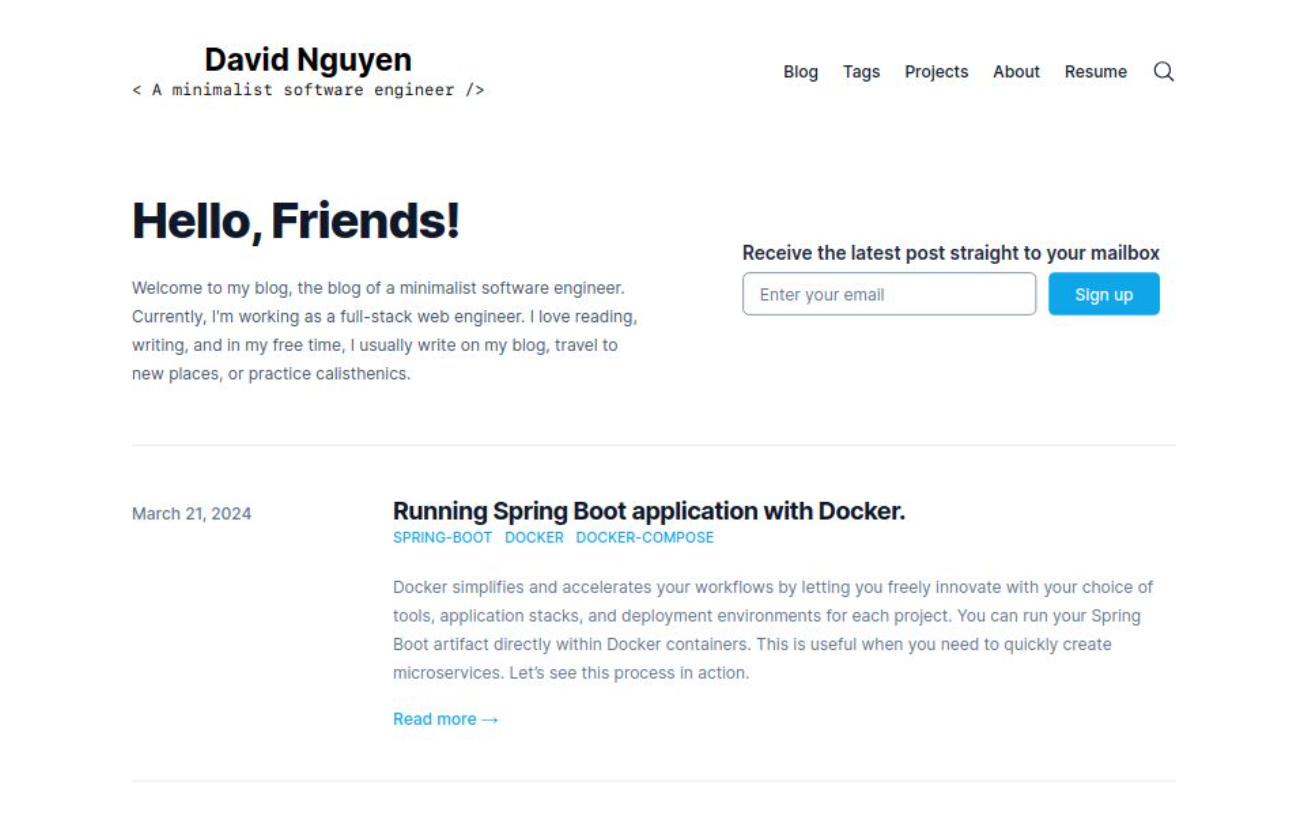 David Nguyen
< A minimalist software engineer />
Blog Tags Projects About Resume
Hello, Friends!
Welcome to my blog, the blog of a minimalist software engineer.
Currently, I'm working as a full-stack web engineer. I love reading,
writing, and in my free time, I usually write on my blog, travel to
new places, or practice calisthenics.
Receive the latest post straight to your mailbox
Enter your email Sign up
March 21, 2024
Running Spring Boot application with Docker.
SPRING-BOOT DOCKER DOCKER-COMPOSE
Docker simplifies and accelerates your workflows by letting you freely innovate with your choice of
tools, application stacks, and deployment environments for each project. You can run your Spring
Boot artifact directly within Docker containers. This is useful when you need to quickly create
microservices. Let’s see this process in action.
Read more →